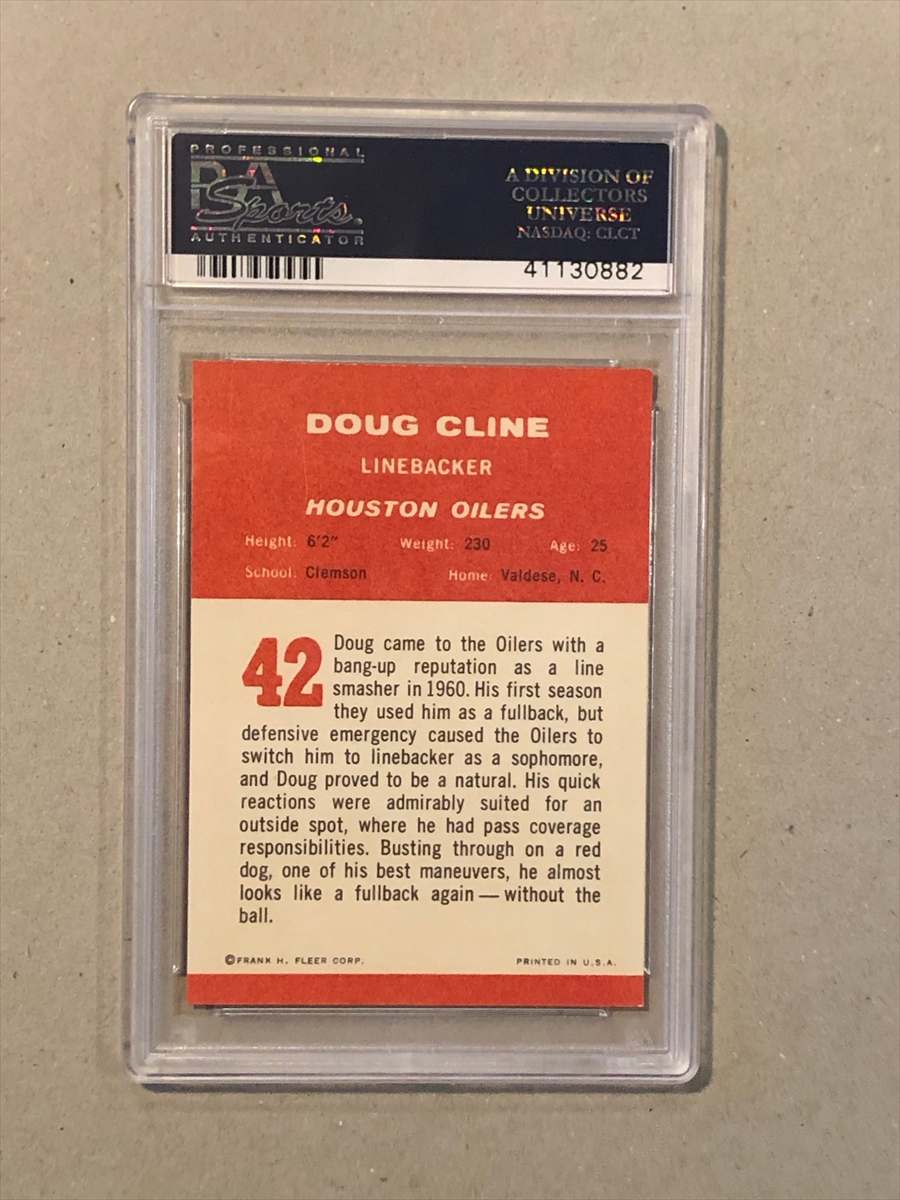 PROFESSIONAL
PSA
Sports.
AUTHENTICATOR
A DIVISION OF
COLLECTORS
UNIVERSE
NASDAQ: CLCT
41130882
DOUG CLINE
LINEBACKER
HOUSTON OILERS
Height: 6'2" Weight: 230 Age: 25
School: Clemson Home: Valdese, N. C.
42
Doug came to the Oilers with a
bang-up reputation as a line
smasher in 1960. His first season
they used him as a fullback, but
defensive emergency caused the Oilers to
switch him to linebacker as a sophomore,
and Doug proved to be a natural. His quick
reactions were admirably suited for an
outside spot, where he had pass coverage
responsibilities. Busting through on a red
dog, one of his best maneuvers, he almost
looks like a fullback again — without the
ball.
©FRANK H. FLEER CORP. PRINTED IN U.S.A.